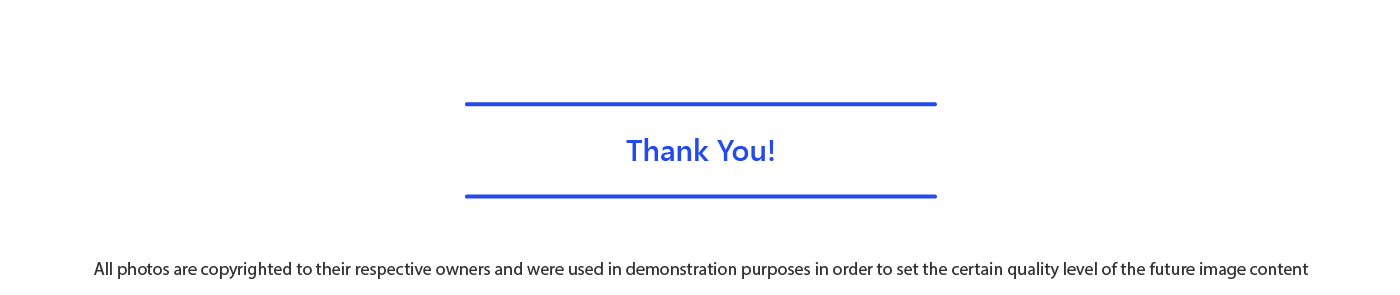 Thank You!
All photos are copyrighted to their respective owners and were used in demonstration purposes in order to set the certain quality level of the future image content